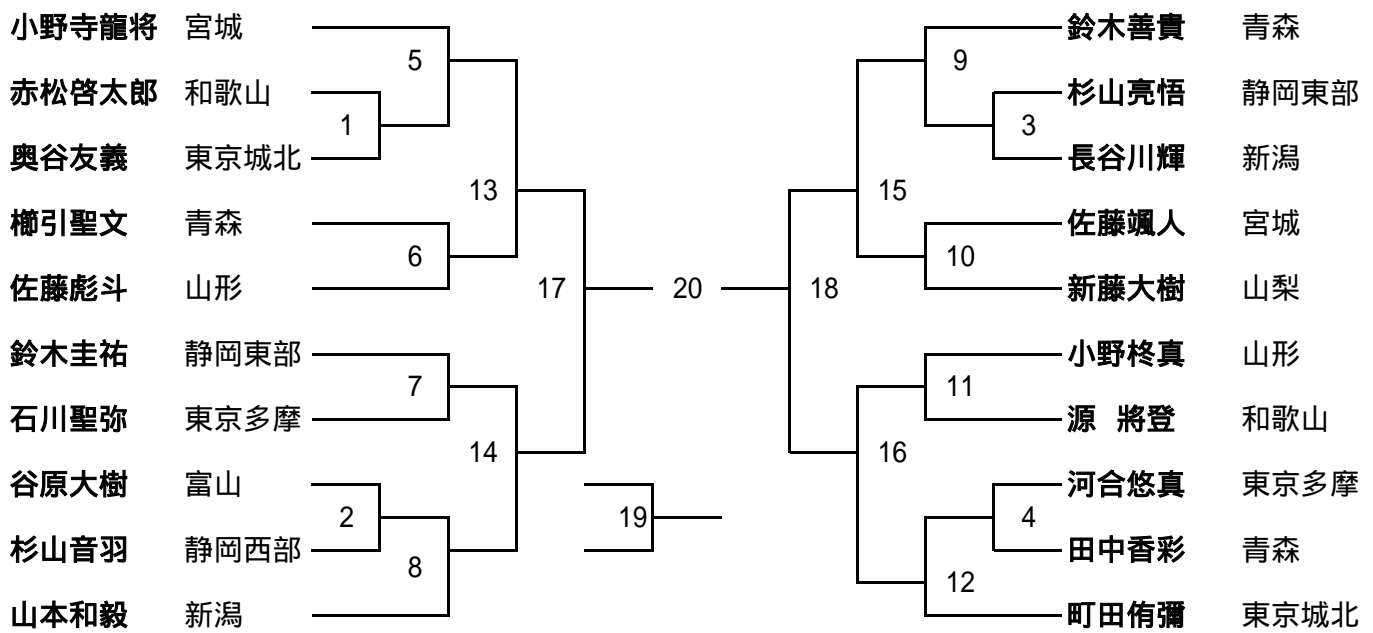 小野寺龍将 宮城 鈴木善貴 青森
5 9
赤松啓太郎 和歌山 杉山亮悟 静岡東部
1 3
奥谷友義 東京城北 長谷川輝 新潟
13 15
櫛引聖文 青森 佐藤颯人 宮城
6 10
佐藤彪斗 山形 17 20 18 新藤大樹 山梨
鈴木圭祐 静岡東部 小野柊真 山形
7 11
石川聖弥 東京多摩 源 將登 和歌山
14 16
谷原大樹 富山 河合悠真 東京多摩
2 19 4
杉山音羽 静岡西部 田中香彩 青森
8 12
山本和毅 新潟 町田侑彌 東京城北